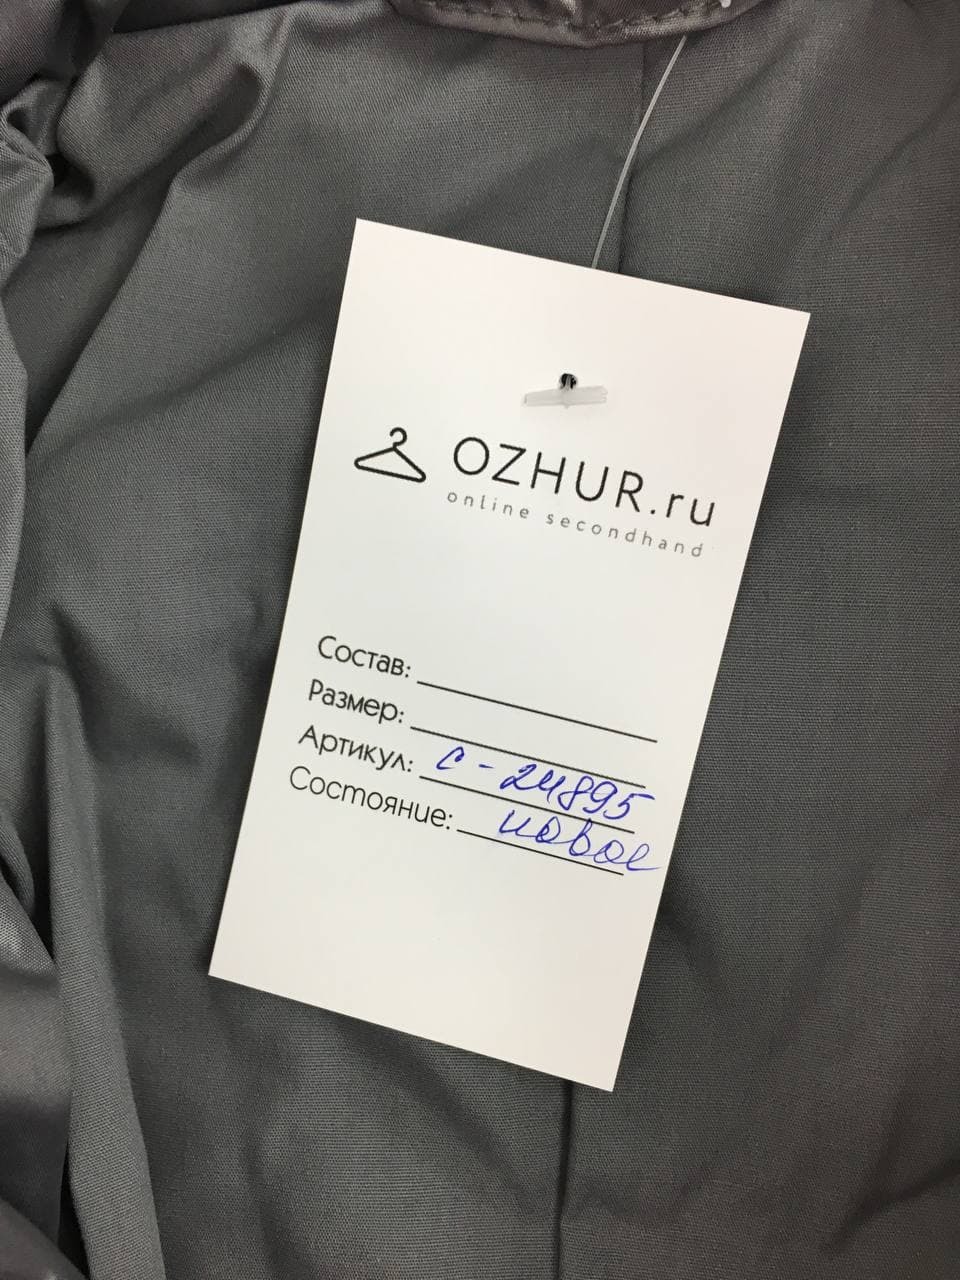 OZHUR.ru
online secondhand
Состав:
Размер:
Артикул: с - 24895
Состояние: новое